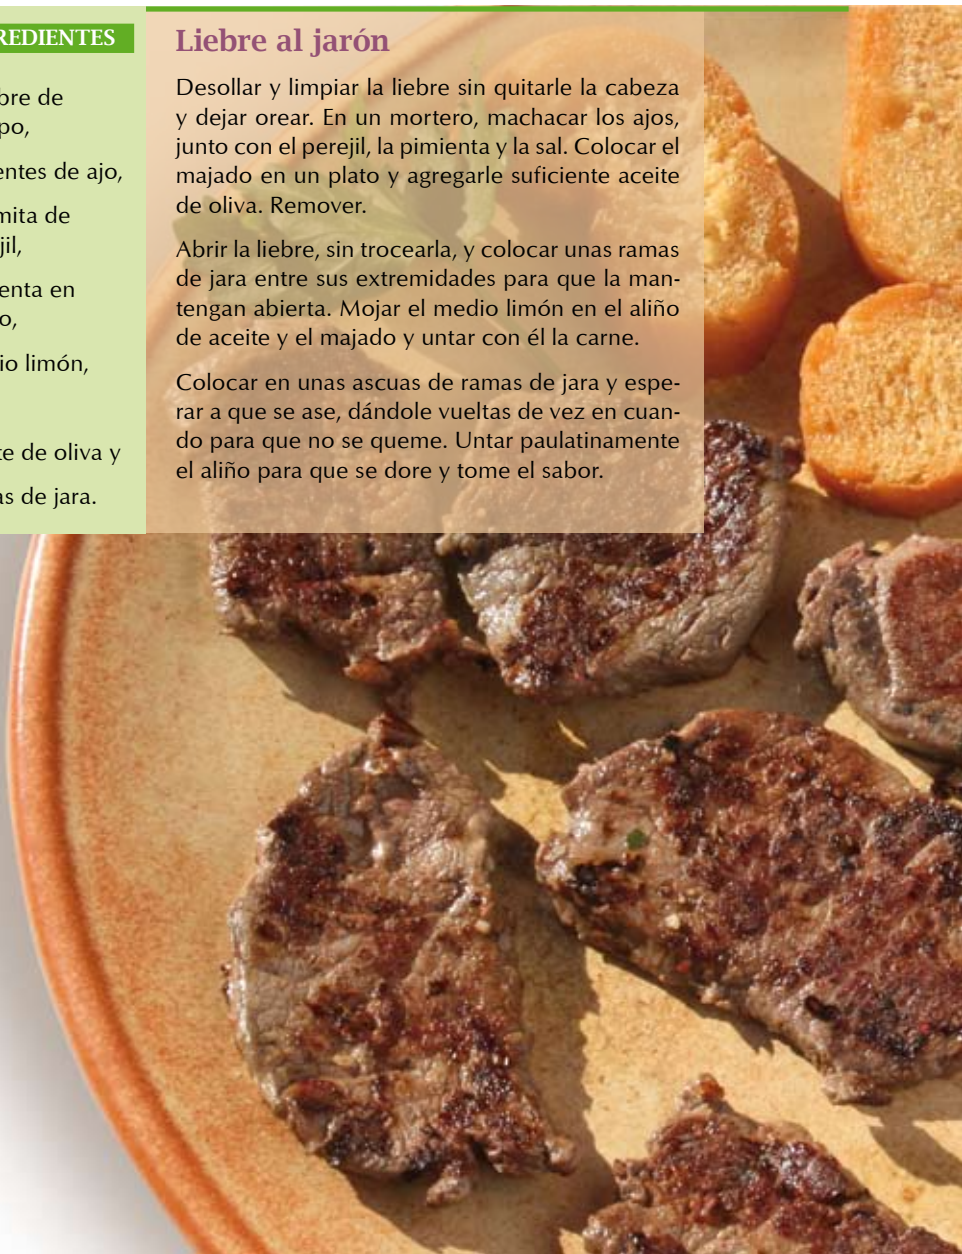 REDIENTES
bre de
po,
entes de ajo,
mita de
jil,
enta en
o,
io limón,
te de oliva y
as de jara.
Liebre al jarón
Desollar y limpiar la liebre sin quitarle la cabeza
y dejar orear. En un mortero, machacar los ajos,
junto con el perejil, la pimienta y la sal. Colocar el
majado en un plato y agregarle suficiente aceite
de oliva. Remover.
Abrir la liebre, sin trocearla, y colocar unas ramas
de jara entre sus extremidades para que la man-
tengan abierta. Mojar el medio limón en el aliño
de aceite y el majado y untar con él la carne.
Colocar en unas ascuas de ramas de jara y espe-
rar a que se ase, dándole vueltas de vez en cuan-
do para que no se queme. Untar paulatinamente
el aliño para que se dore y tome el sabor.